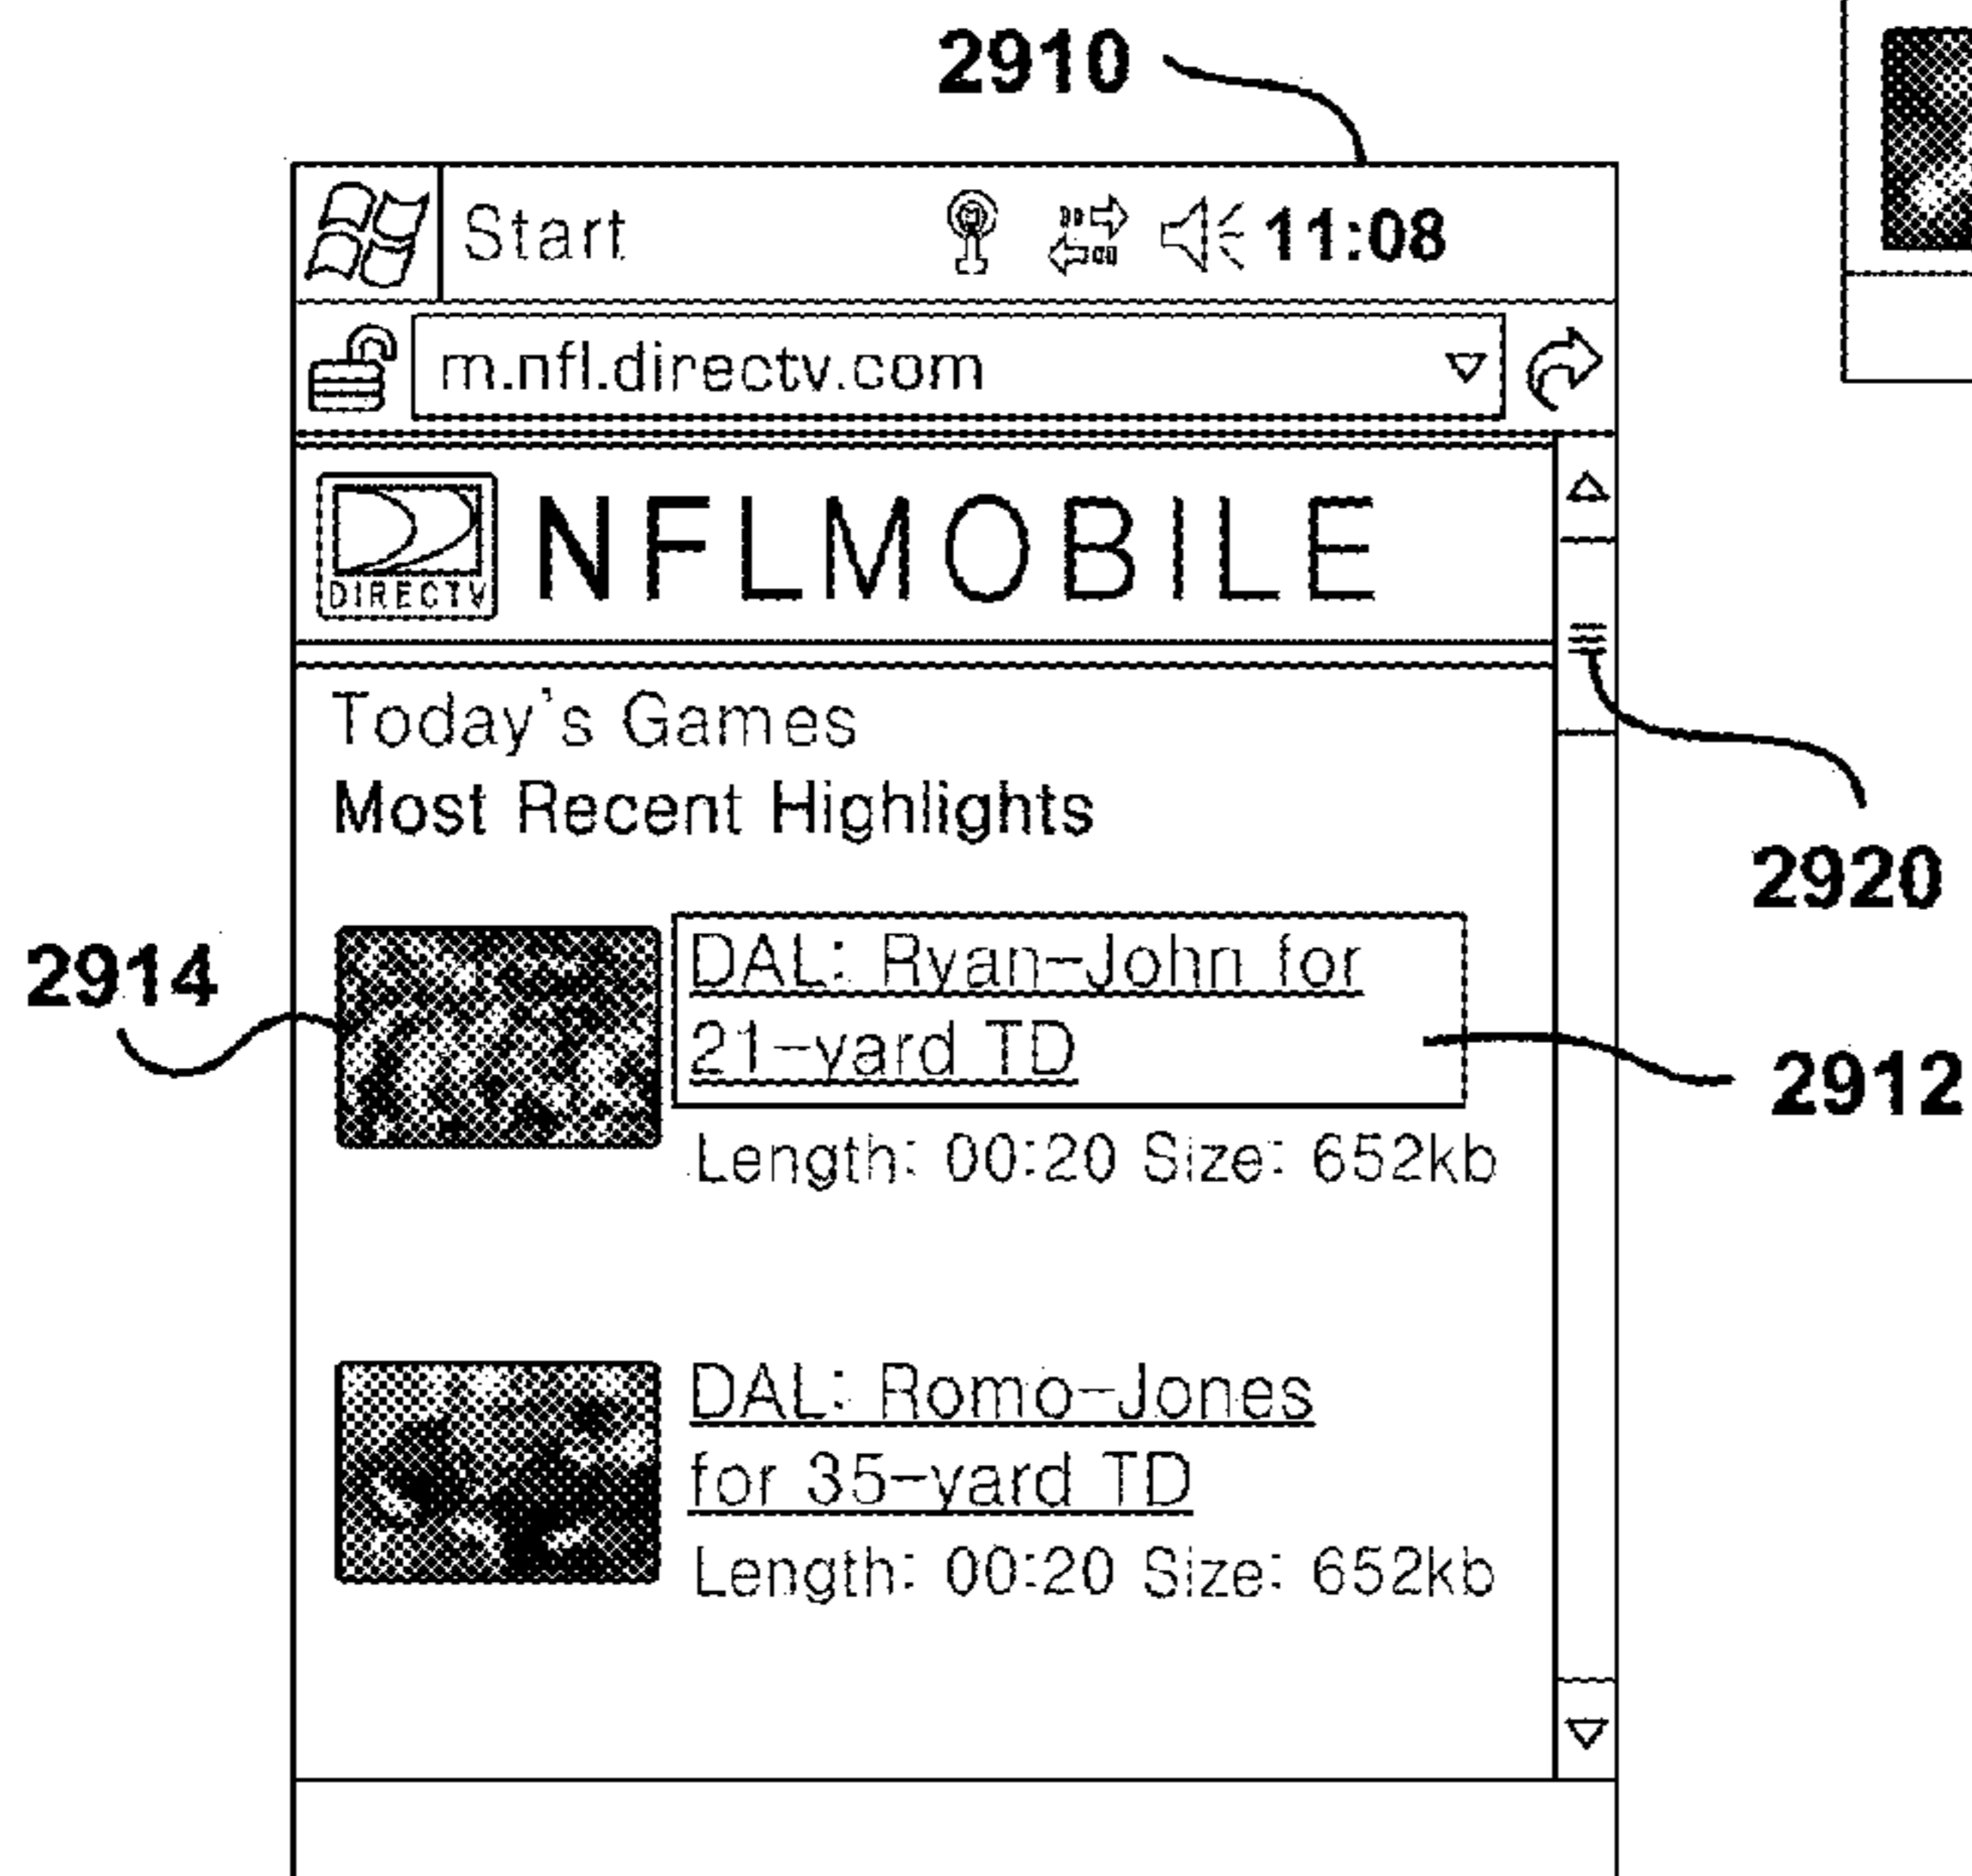 2910
Start 11:08
m.nfl.directv.com
DIRECTV NFLMOBILE
Today's Games
Most Recent Highlights
2920
2914
DAL: Ryan-John for
21-yard TD
2912
Length: 00:20 Size: 652kb
DAL: Romo-Jones
for 35-yard TD
Length: 00:20 Size: 652kb